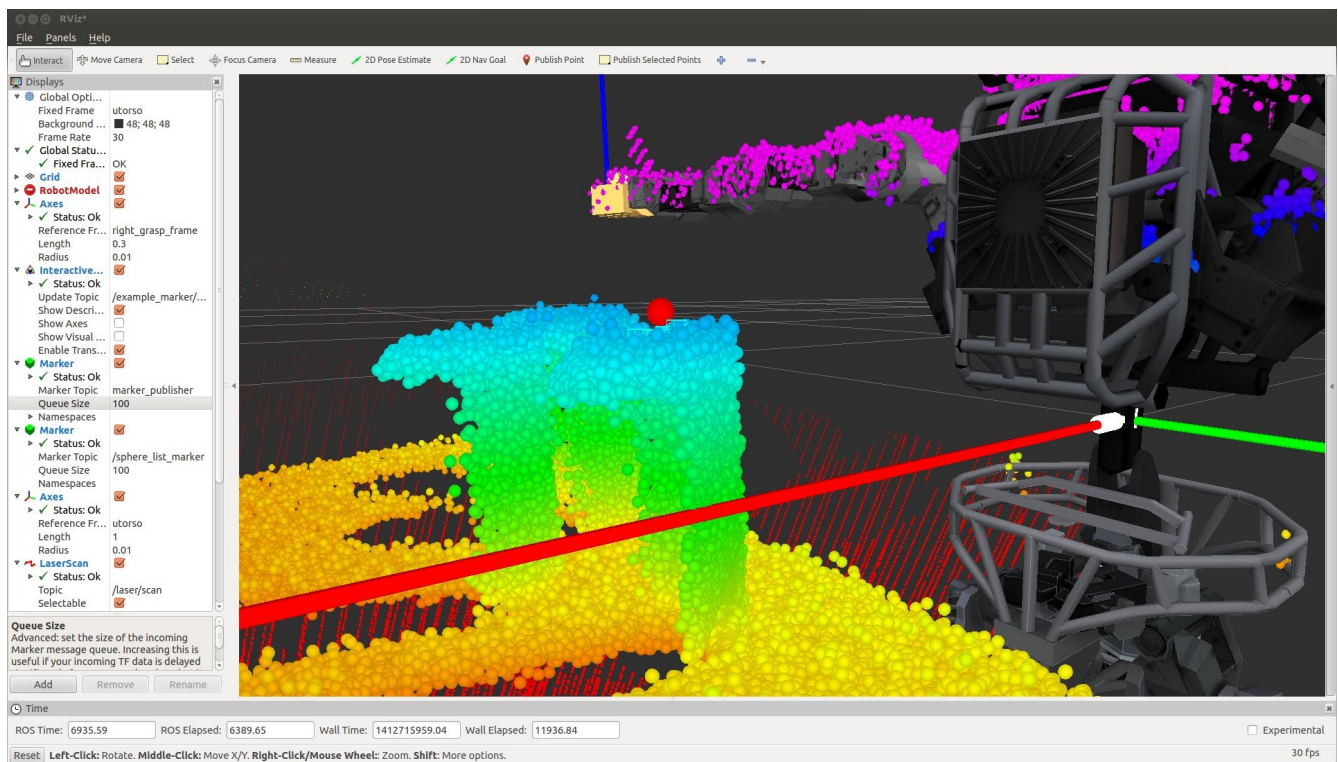 RViz*
File Panels Help
Interact Move Camera Select Focus Camera Measure 2D Pose Estimate 2D Nav Goal Publish Point Publish Selected Points
Displays
Global Opti...
Fixed Frame utorso
Background ... 48; 48; 48
Frame Rate 30
Global Statu...
Fixed Fra... OK
Grid
RobotModel
Axes
Status: Ok
Reference Fr... right_grasp_frame
Length 0.3
Radius 0.01
Interactive...
Status: Ok
Update Topic /example_marker/...
Show Descri...
Show Axes
Show Visual ...
Enable Trans...
Marker
Status: Ok
Marker Topic marker_publisher
Queue Size 100
Namespaces
Marker
Status: Ok
Marker Topic /sphere_list_marker
Queue Size 100
Namespaces
Axes
Status: Ok
Reference Fr... utorso
Length 1
Radius 0.01
LaserScan
Status: Ok
Topic /laser/scan
Selectable
Queue Size
Advanced: set the size of the incoming
Marker message queue. Increasing this is
useful if your incoming TF data is delayed
Add Remove Rename
Time
ROS Time: 6935.59 ROS Elapsed: 6389.65 Wall Time: 1412715959.04 Wall Elapsed: 11936.84 Experimental
Reset Left-Click: Rotate. Middle-Click: Move X/Y. Right-Click/Mouse Wheel:: Zoom. Shift: More options. 30 fps